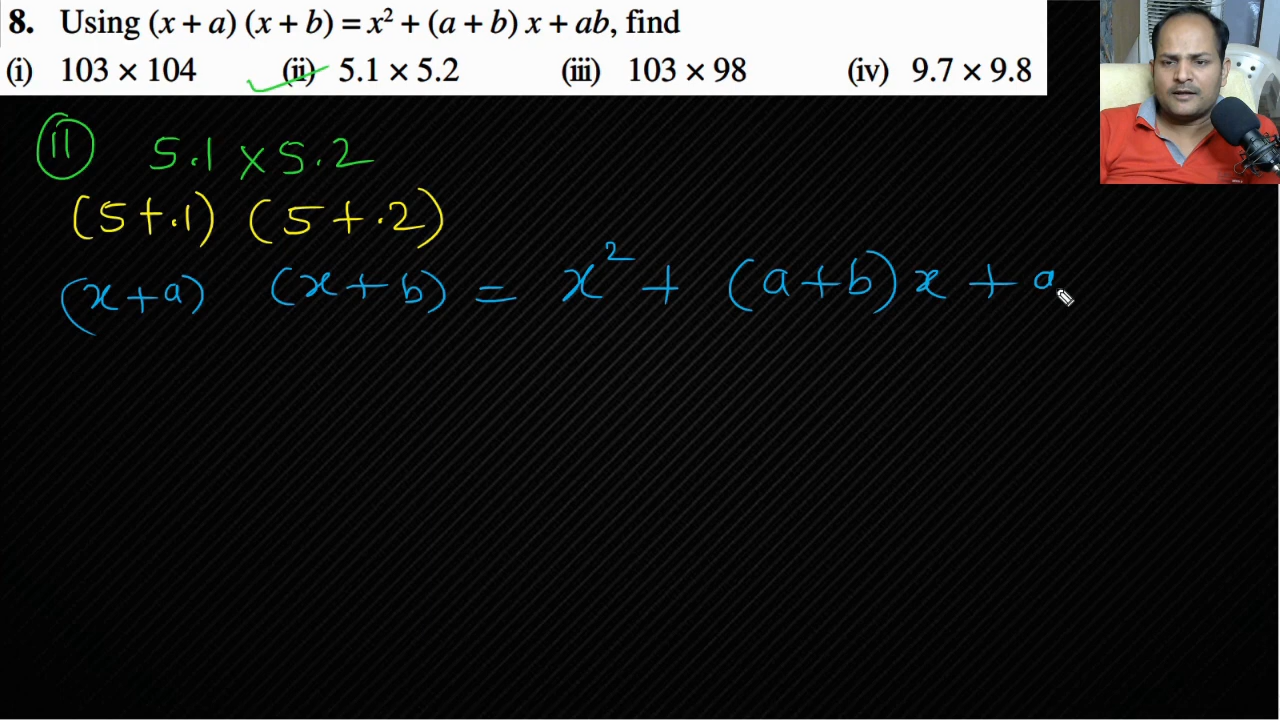 8. Using (x + a) (x + b) = x² + (a + b) x + ab, find
(i) 103 × 104 (ii) 5.1 × 5.2 (iii) 103 × 98 (iv) 9.7 × 9.8
ii 5.1 × 5.2
(5+.1) (5+.2)
(x+a) (x+b) = x² + (a+b)x + a